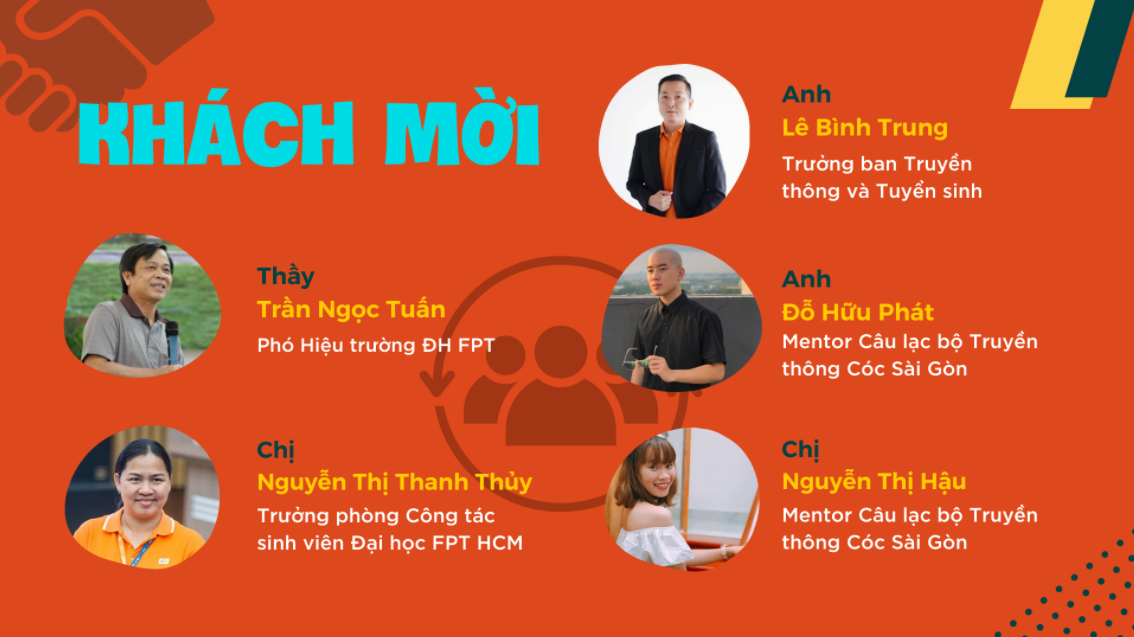 KHÁCH MỜI
Thầy
Trần Ngọc Tuấn
Phó Hiệu trường ĐH FPT
Chị
Nguyễn Thị Thanh Thủy
Trưởng phòng Công tác
sinh viên Đại học FPT HCM
Anh
Lê Bình Trung
Trưởng ban Truyền
thông và Tuyển sinh
Anh
Đỗ Hữu Phát
Mentor Câu lạc bộ Truyền
thông Cóc Sài Gòn
Chị
Nguyễn Thị Hậu
Mentor Câu lạc bộ Truyền
thông Cóc Sài Gòn